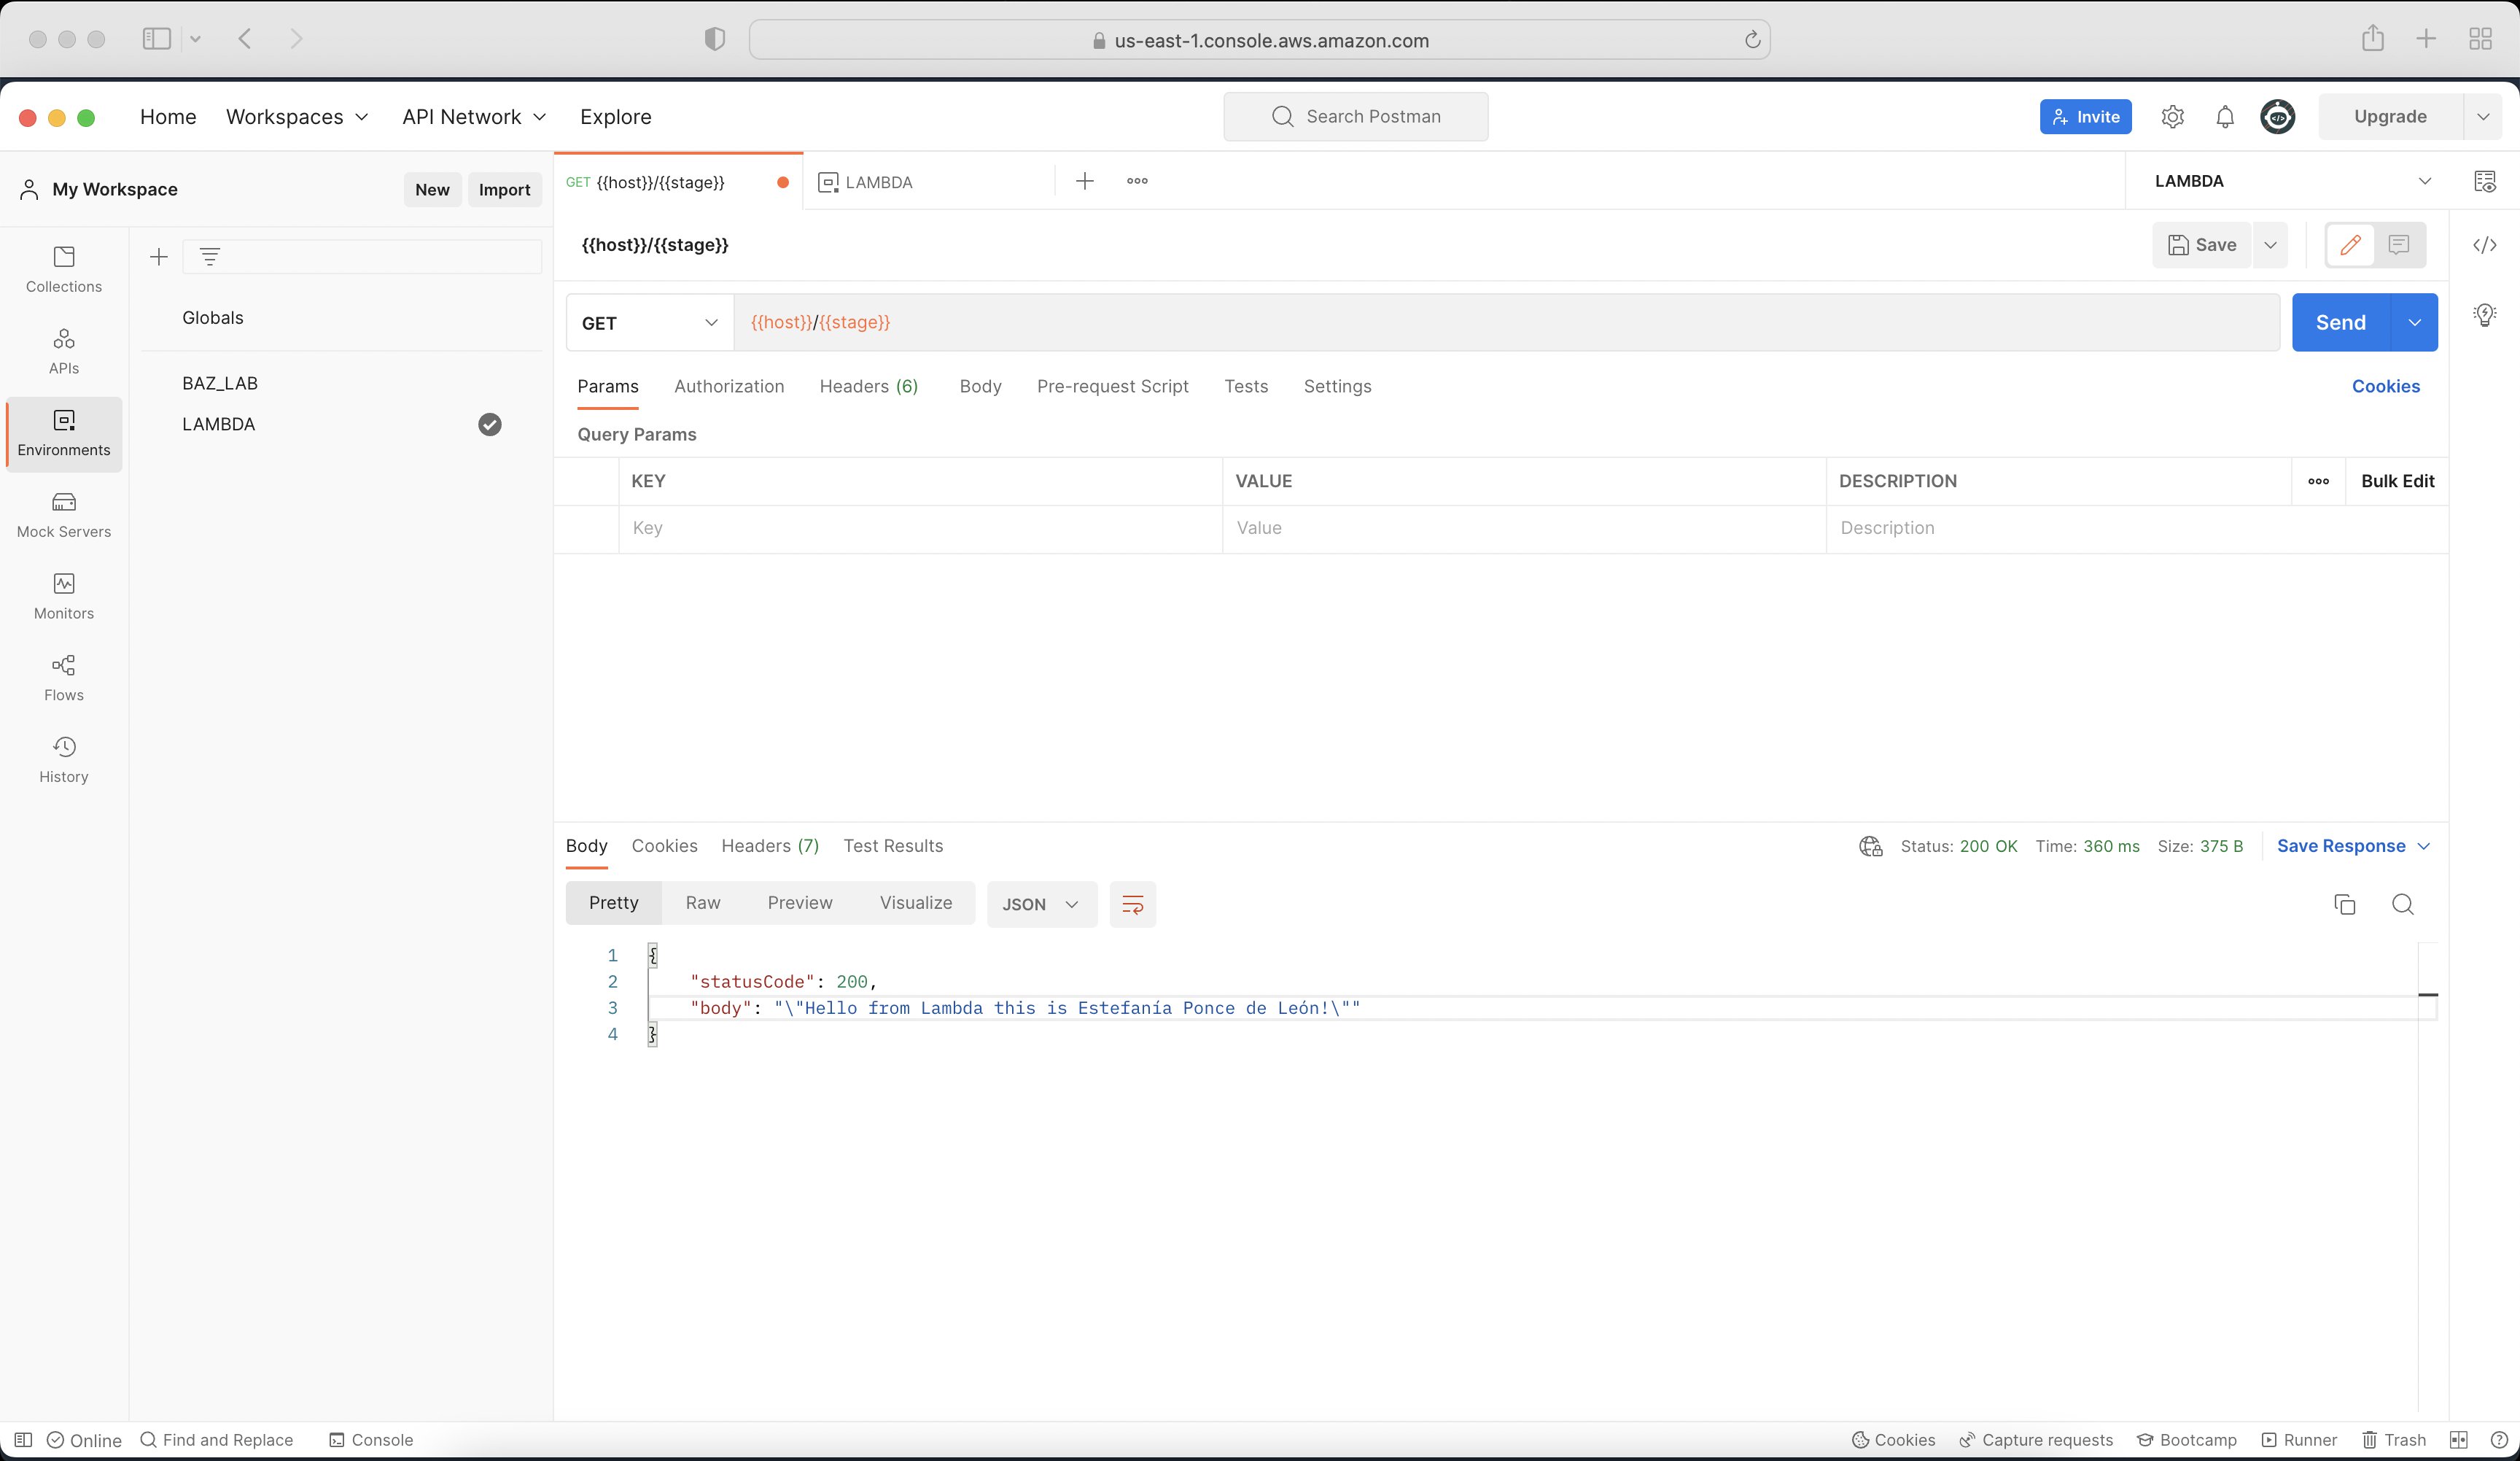 us-east-1.console.aws.amazon.com
Home Workspaces API Network Explore Search Postman Invite Upgrade
My Workspace New Import GET {{host}}/{{stage}} LAMBDA LAMBDA
{{host}}/{{stage}} Save
Collections
Globals
GET {{host}}/{{stage}} Send
APIs
BAZ_LAB
Params Authorization Headers (6) Body Pre-request Script Tests Settings Cookies
LAMBDA
Environments
Query Params
KEY VALUE DESCRIPTION Bulk Edit
Mock Servers
Key Value Description
Monitors
Flows
History
Body Cookies Headers (7) Test Results Status: 200 OK Time: 360 ms Size: 375 B Save Response
Pretty Raw Preview Visualize JSON
1 {
2 "statusCode": 200,
3 "body": "\"Hello from Lambda this is Estefanía Ponce de León!\""
4 }
Online Find and Replace Console Cookies Capture requests Bootcamp Runner Trash